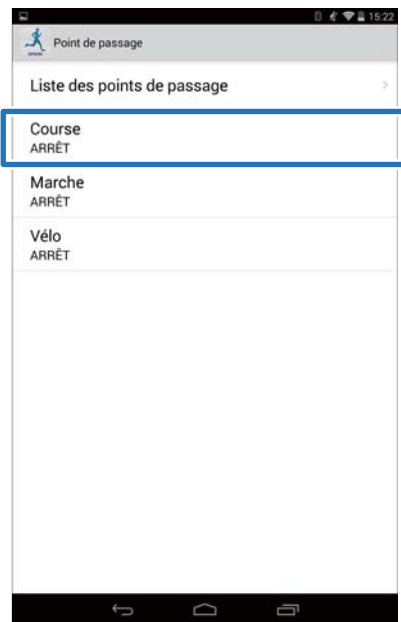 15:22
Point de passage
Liste des points de passage
Course
ARRÊT
Marche
ARRÊT
Vélo
ARRÊT